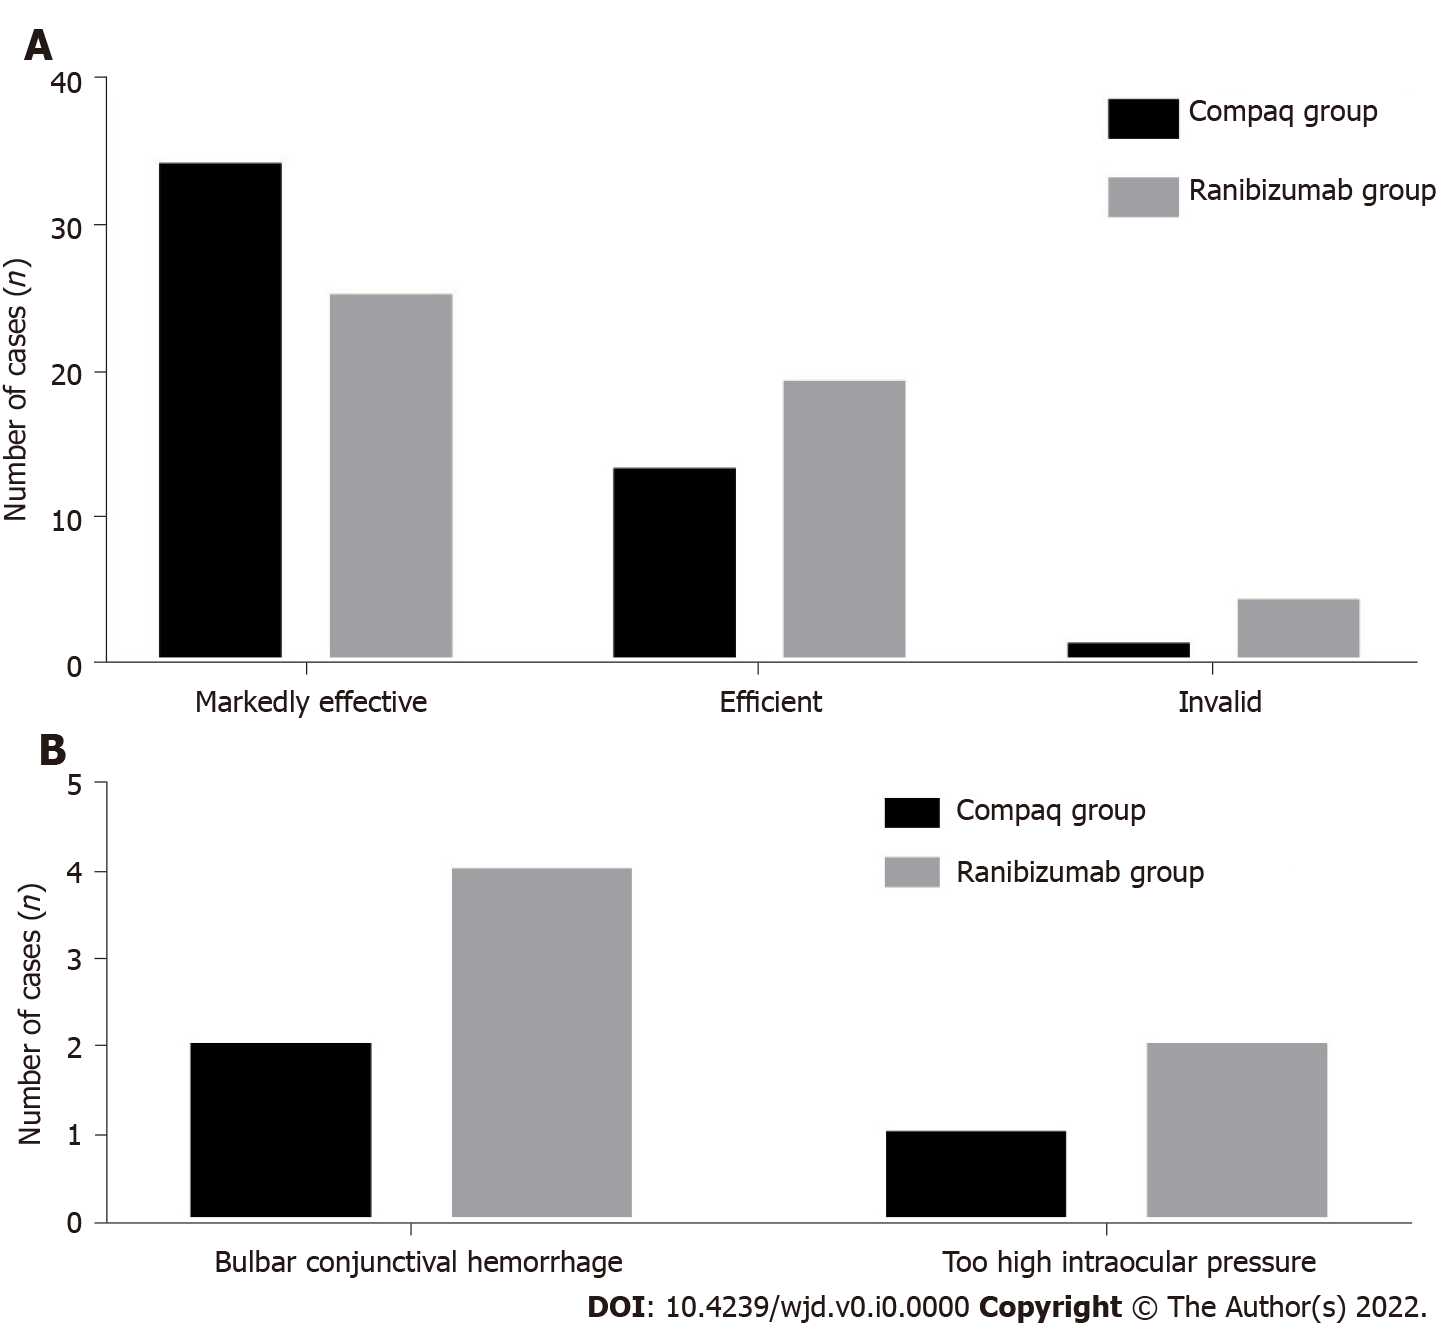 A
40
30
20
10
0
Number of cases (n)
Compaq group
Ranibizumab group
Markedly effective
Efficient
Invalid
B
5
4
3
2
1
0
Number of cases (n)
Compaq group
Ranibizumab group
Bulbar conjunctival hemorrhage
Too high intraocular pressure
DOI: 10.4239/wjd.v0.i0.0000 Copyright © The Author(s) 2022.